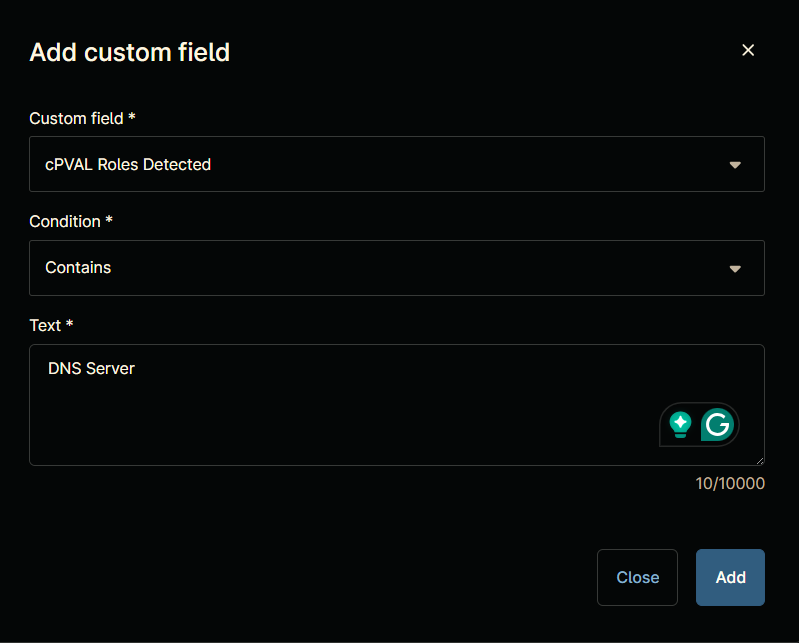 Add custom field
Custom field *
cPVAL Roles Detected
Condition *
Contains
Text *
DNS Server
10/10000
Close
Add